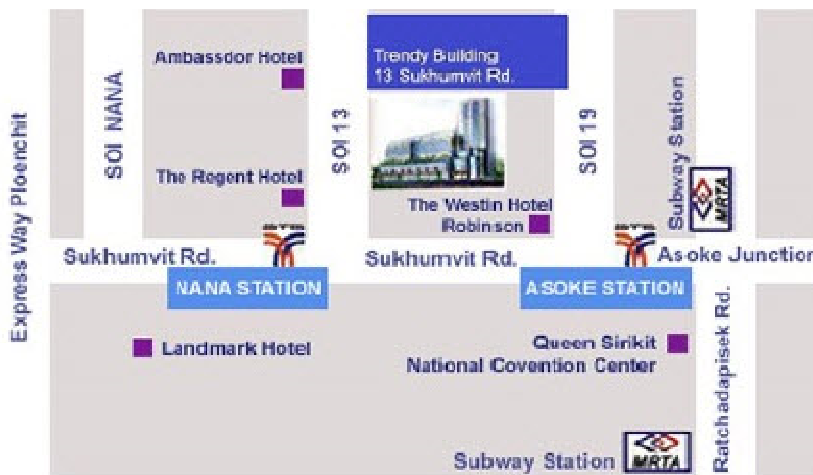 Ambassdor Hotel
Trendy Building
13 Sukhumvit Rd.
SOI NANA
SOI 13
SOI 19
Subway Station
MRTA
Express Way Ploenchit
The Regent Hotel
The Westin Hotel
Robinson
BTS
BTS
Sukhumvit Rd.
Sukhumvit Rd.
Asoke Junction
NANA STATION
ASOKE STATION
Landmark Hotel
Queen Sirikit
National Covention Center
Ratchadapisek Rd.
Subway Station
MRTA